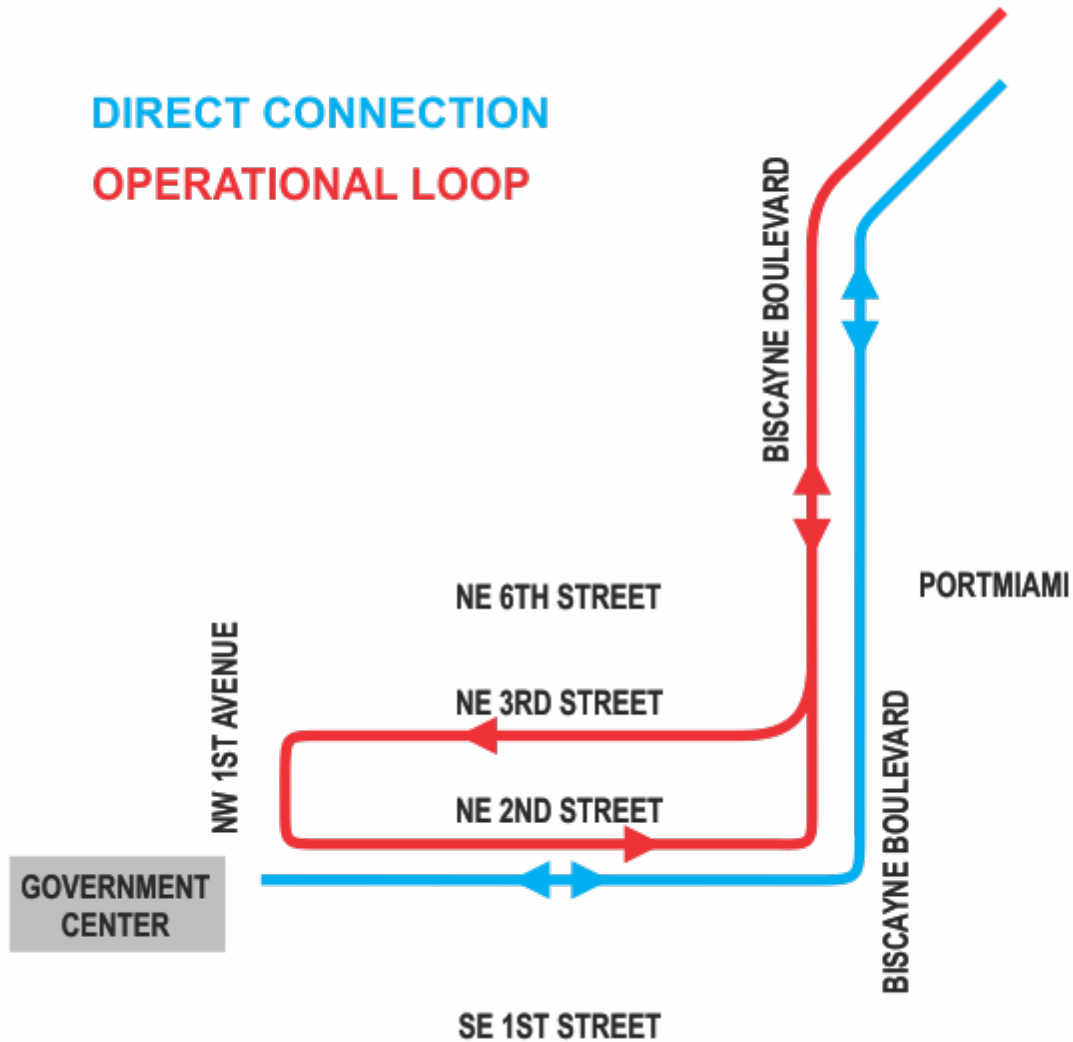 DIRECT CONNECTION
OPERATIONAL LOOP
BISCAYNE BOULEVARD
NE 6TH STREET
PORTMIAMI
NW 1ST AVENUE
NE 3RD STREET
NE 2ND STREET
BISCAYNE BOULEVARD
GOVERNMENT
CENTER
SE 1ST STREET